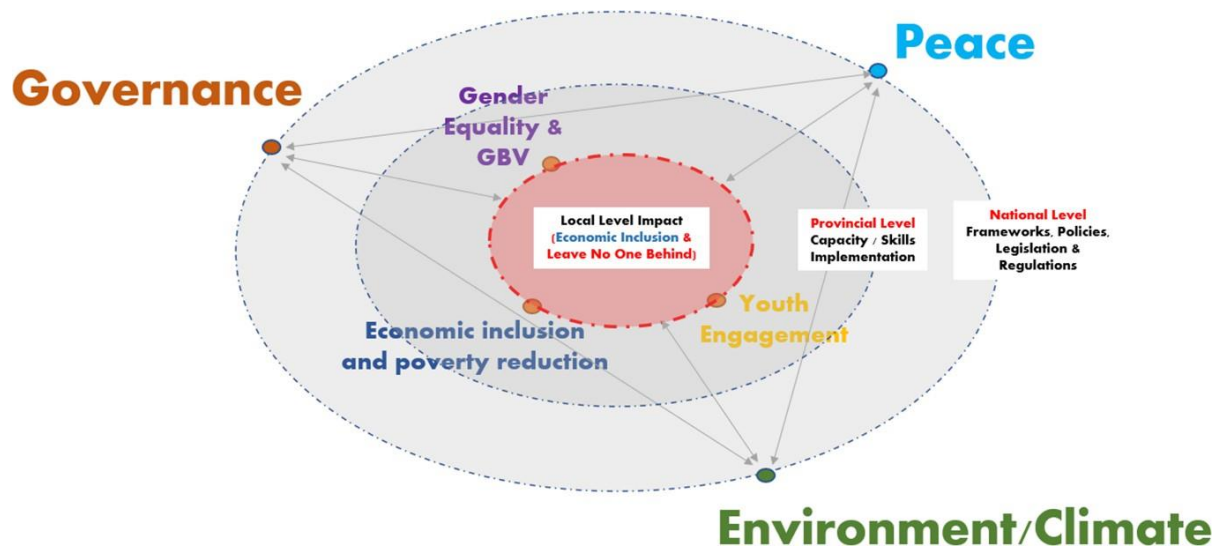 Peace
Governance
Gender
Equality &
GBV
Local Level Impact
(Economic Inclusion &
Leave No One Behind)
Provincial Level
Capacity / Skills
Implementation
National Level
Frameworks, Policies,
Legislation &
Regulations
Youth
Engagement
Economic inclusion
and poverty reduction
Environment/Climate